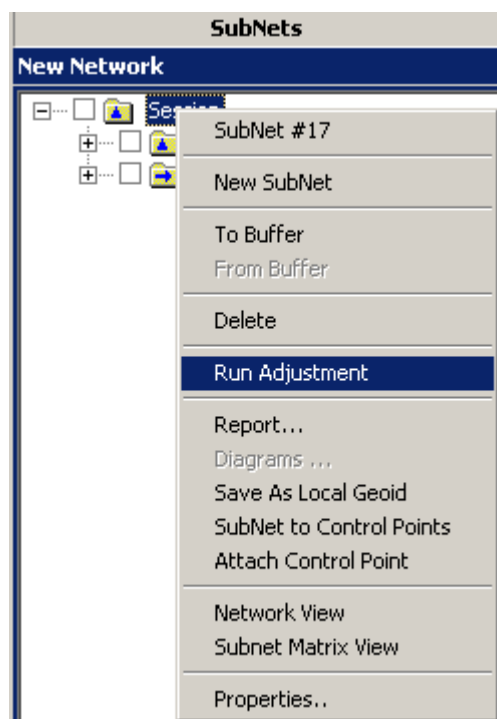 SubNets
New Network
SubNet #17
New SubNet
To Buffer
From Buffer
Delete
Run Adjustment
Report...
Diagrams ...
Save As Local Geoid
SubNet to Control Points
Attach Control Point
Network View
Subnet Matrix View
Properties..